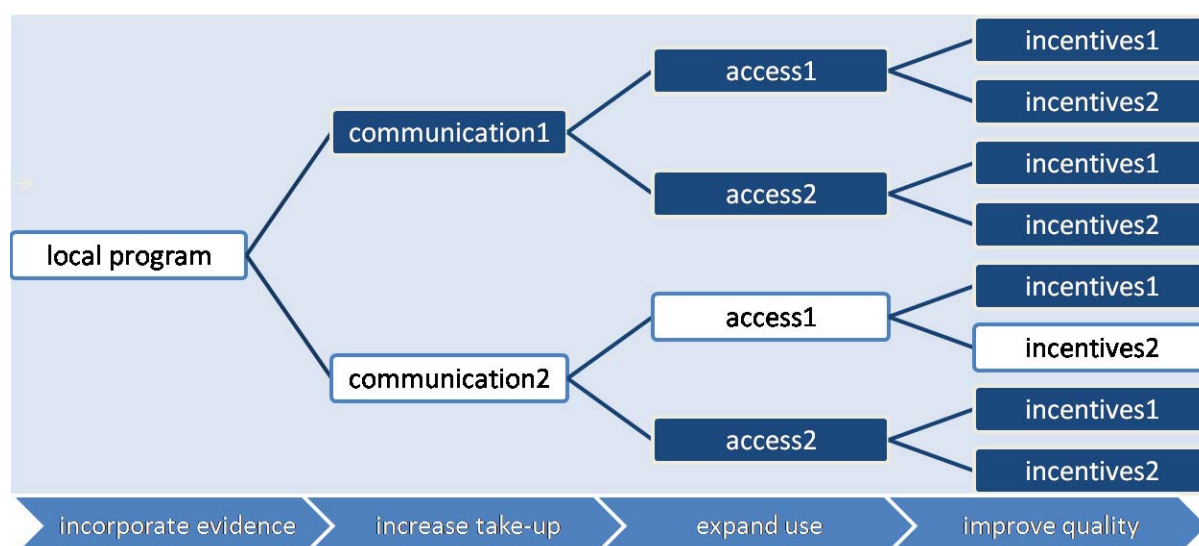 incentives1
access1
incentives2
communication1
incentives1
access2
incentives2
local program
incentives1
access1
incentives2
communication2
incentives1
access2
incentives2
incorporate evidence
increase take-up
expand use
improve quality